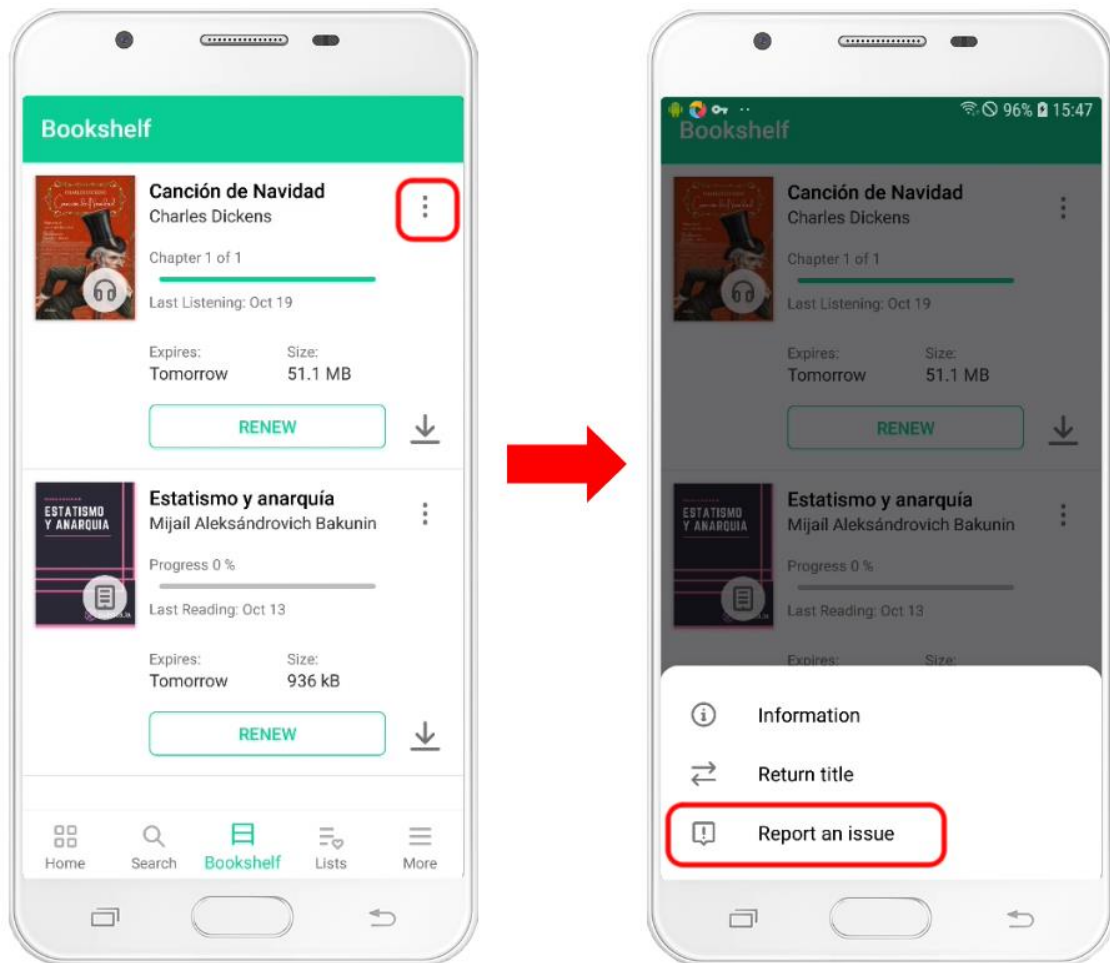 Bookshelf
Canción de Navidad
Charles Dickens
Chapter 1 of 1
Last Listening: Oct 19
Expires: Size:
Tomorrow 51.1 MB
RENEW
ESTATISMO
Y ANARQUIA
Estatismo y anarquía
Mijaíl Aleksándrovich Bakunin
Progress 0 %
Last Reading: Oct 13
Expires: Size:
Tomorrow 936 kB
RENEW
Home Search Bookshelf Lists More
96% 15:47
Bookshelf
Canción de Navidad
Charles Dickens
Chapter 1 of 1
Last Listening: Oct 19
Expires: Size:
Tomorrow 51.1 MB
RENEW
ESTATISMO
Y ANARQUIA
Estatismo y anarquía
Mijaíl Aleksándrovich Bakunin
Progress 0 %
Last Reading: Oct 13
Expires: Size:
Information
Return title
Report an issue